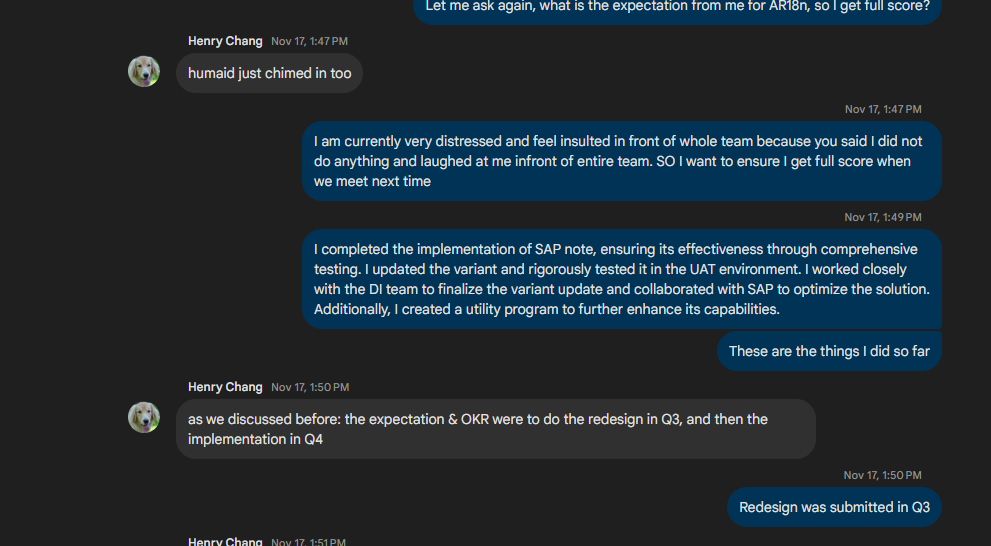 Let me ask again, what is the expectation from me for AR18n, so I get full score?
Henry Chang Nov 17, 1:47 PM
humaid just chimed in too
Nov 17, 1:47 PM
I am currently very distressed and feel insulted in front of whole team because you said I did not
do anything and laughed at me infront of entire team. SO I want to ensure I get full score when
we meet next time
Nov 17, 1:49 PM
I completed the implementation of SAP note, ensuring its effectiveness through comprehensive
testing. I updated the variant and rigorously tested it in the UAT environment. I worked closely
with the DI team to finalize the variant update and collaborated with SAP to optimize the solution.
Additionally, I created a utility program to further enhance its capabilities.
These are the things I did so far
Henry Chang Nov 17, 1:50 PM
as we discussed before: the expectation & OKR were to do the redesign in Q3, and then the
implementation in Q4
Nov 17, 1:50 PM
Redesign was submitted in Q3
Henry Chang Nov 17, 1:51 PM